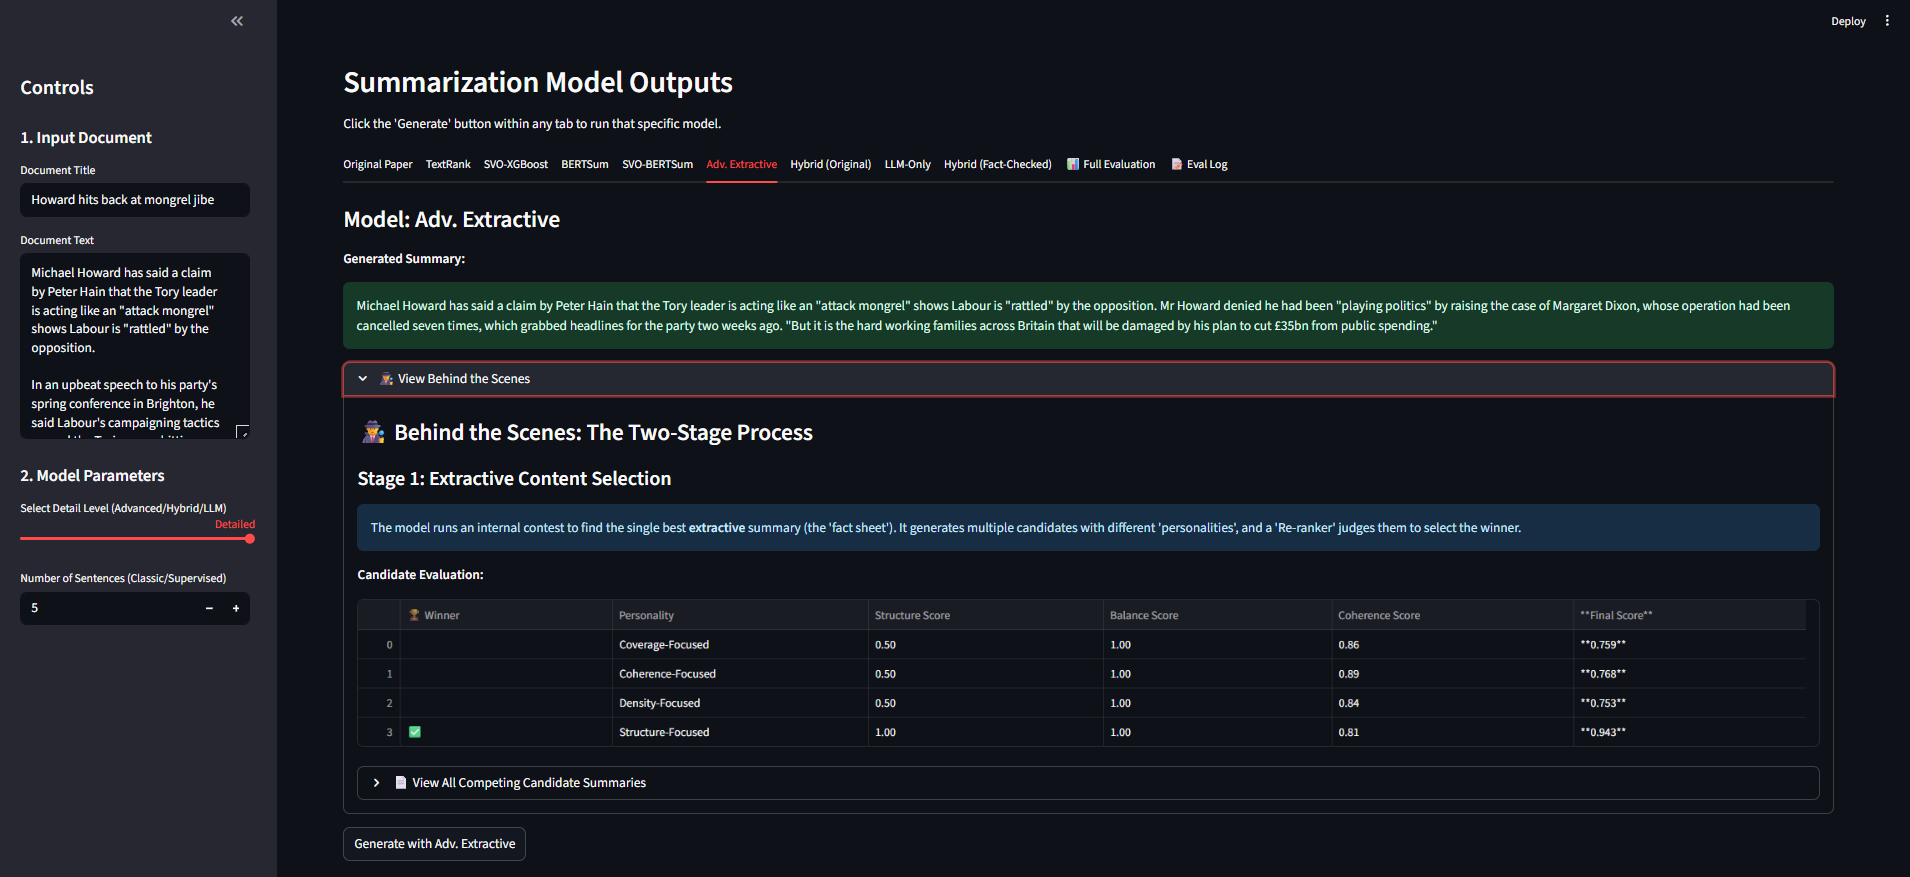 Deploy
Controls
1. Input Document
Document Title
Howard hits back at mongrel jibe
Document Text
Michael Howard has said a claim
by Peter Hain that the Tory leader
is acting like an "attack mongrel"
shows Labour is "rattled" by the
opposition.
In an upbeat speech to his party's
spring conference in Brighton, he
said Labour's campaigning tactics
2. Model Parameters
Select Detail Level (Advanced/Hybrid/LLM)
Detailed
Number of Sentences (Classic/Supervised)
5 − +
Summarization Model Outputs
Click the 'Generate' button within any tab to run that specific model.
Original Paper TextRank SVO-XGBoost BERTSum SVO-BERTSum Adv. Extractive Hybrid (Original) LLM-Only Hybrid (Fact-Checked) Full Evaluation Eval Log
Model: Adv. Extractive
Generated Summary:
Michael Howard has said a claim by Peter Hain that the Tory leader is acting like an "attack mongrel" shows Labour is "rattled" by the opposition. Mr Howard denied he had been "playing politics" by raising the case of Margaret Dixon, whose operation had been
cancelled seven times, which grabbed headlines for the party two weeks ago. "But it is the hard working families across Britain that will be damaged by his plan to cut £35bn from public spending."
View Behind the Scenes
Behind the Scenes: The Two-Stage Process
Stage 1: Extractive Content Selection
The model runs an internal contest to find the single best extractive summary (the 'fact sheet'). It generates multiple candidates with different 'personalities', and a 'Re-ranker' judges them to select the winner.
Candidate Evaluation:
Winner Personality Structure Score Balance Score Coherence Score **Final Score**
0 Coverage-Focused 0.50 1.00 0.86 **0.759**
1 Coherence-Focused 0.50 1.00 0.89 **0.768**
2 Density-Focused 0.50 1.00 0.84 **0.753**
3 Structure-Focused 1.00 1.00 0.81 **0.943**
View All Competing Candidate Summaries
Generate with Adv. Extractive